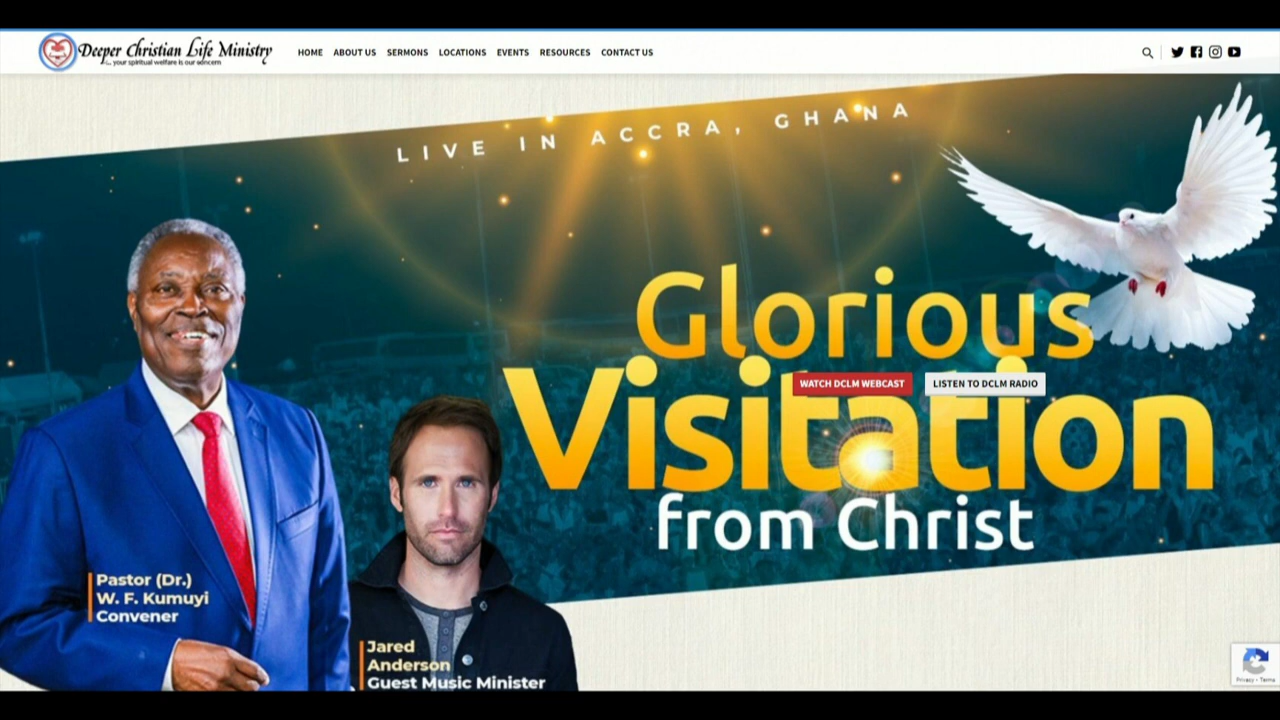 Deeper Christian Life Ministry
... your spiritual welfare is our concern
HOME ABOUT US SERMONS LOCATIONS EVENTS RESOURCES CONTACT US
LIVE IN ACCRA, GHANA
Glorious
Visitation
WATCH DCLM WEBCAST LISTEN TO DCLM RADIO
from Christ
Pastor (Dr.)
W. F. Kumuyi
Convener
Jared
Anderson
Guest Music Minister
Privacy - Terms